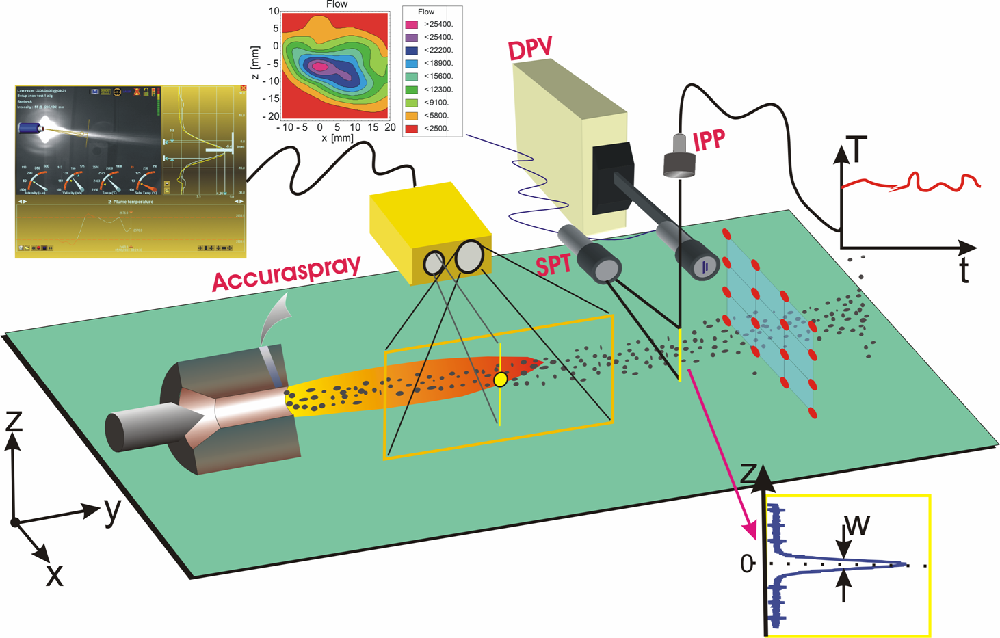 Flow
10
5
0
- 5
- 10
- 15
- 20
z [mm]
- 10 - 5 0 5 10 15 20
x [mm]
Flow
>25400.
<25400.
<22200.
<18900.
<15600.
<12300.
<9100.
<5800.
<2500.
Station A
2- Plume temperature
DPV
IPP
T
t
SPT
Accuraspray
z
y
x
z
0
w